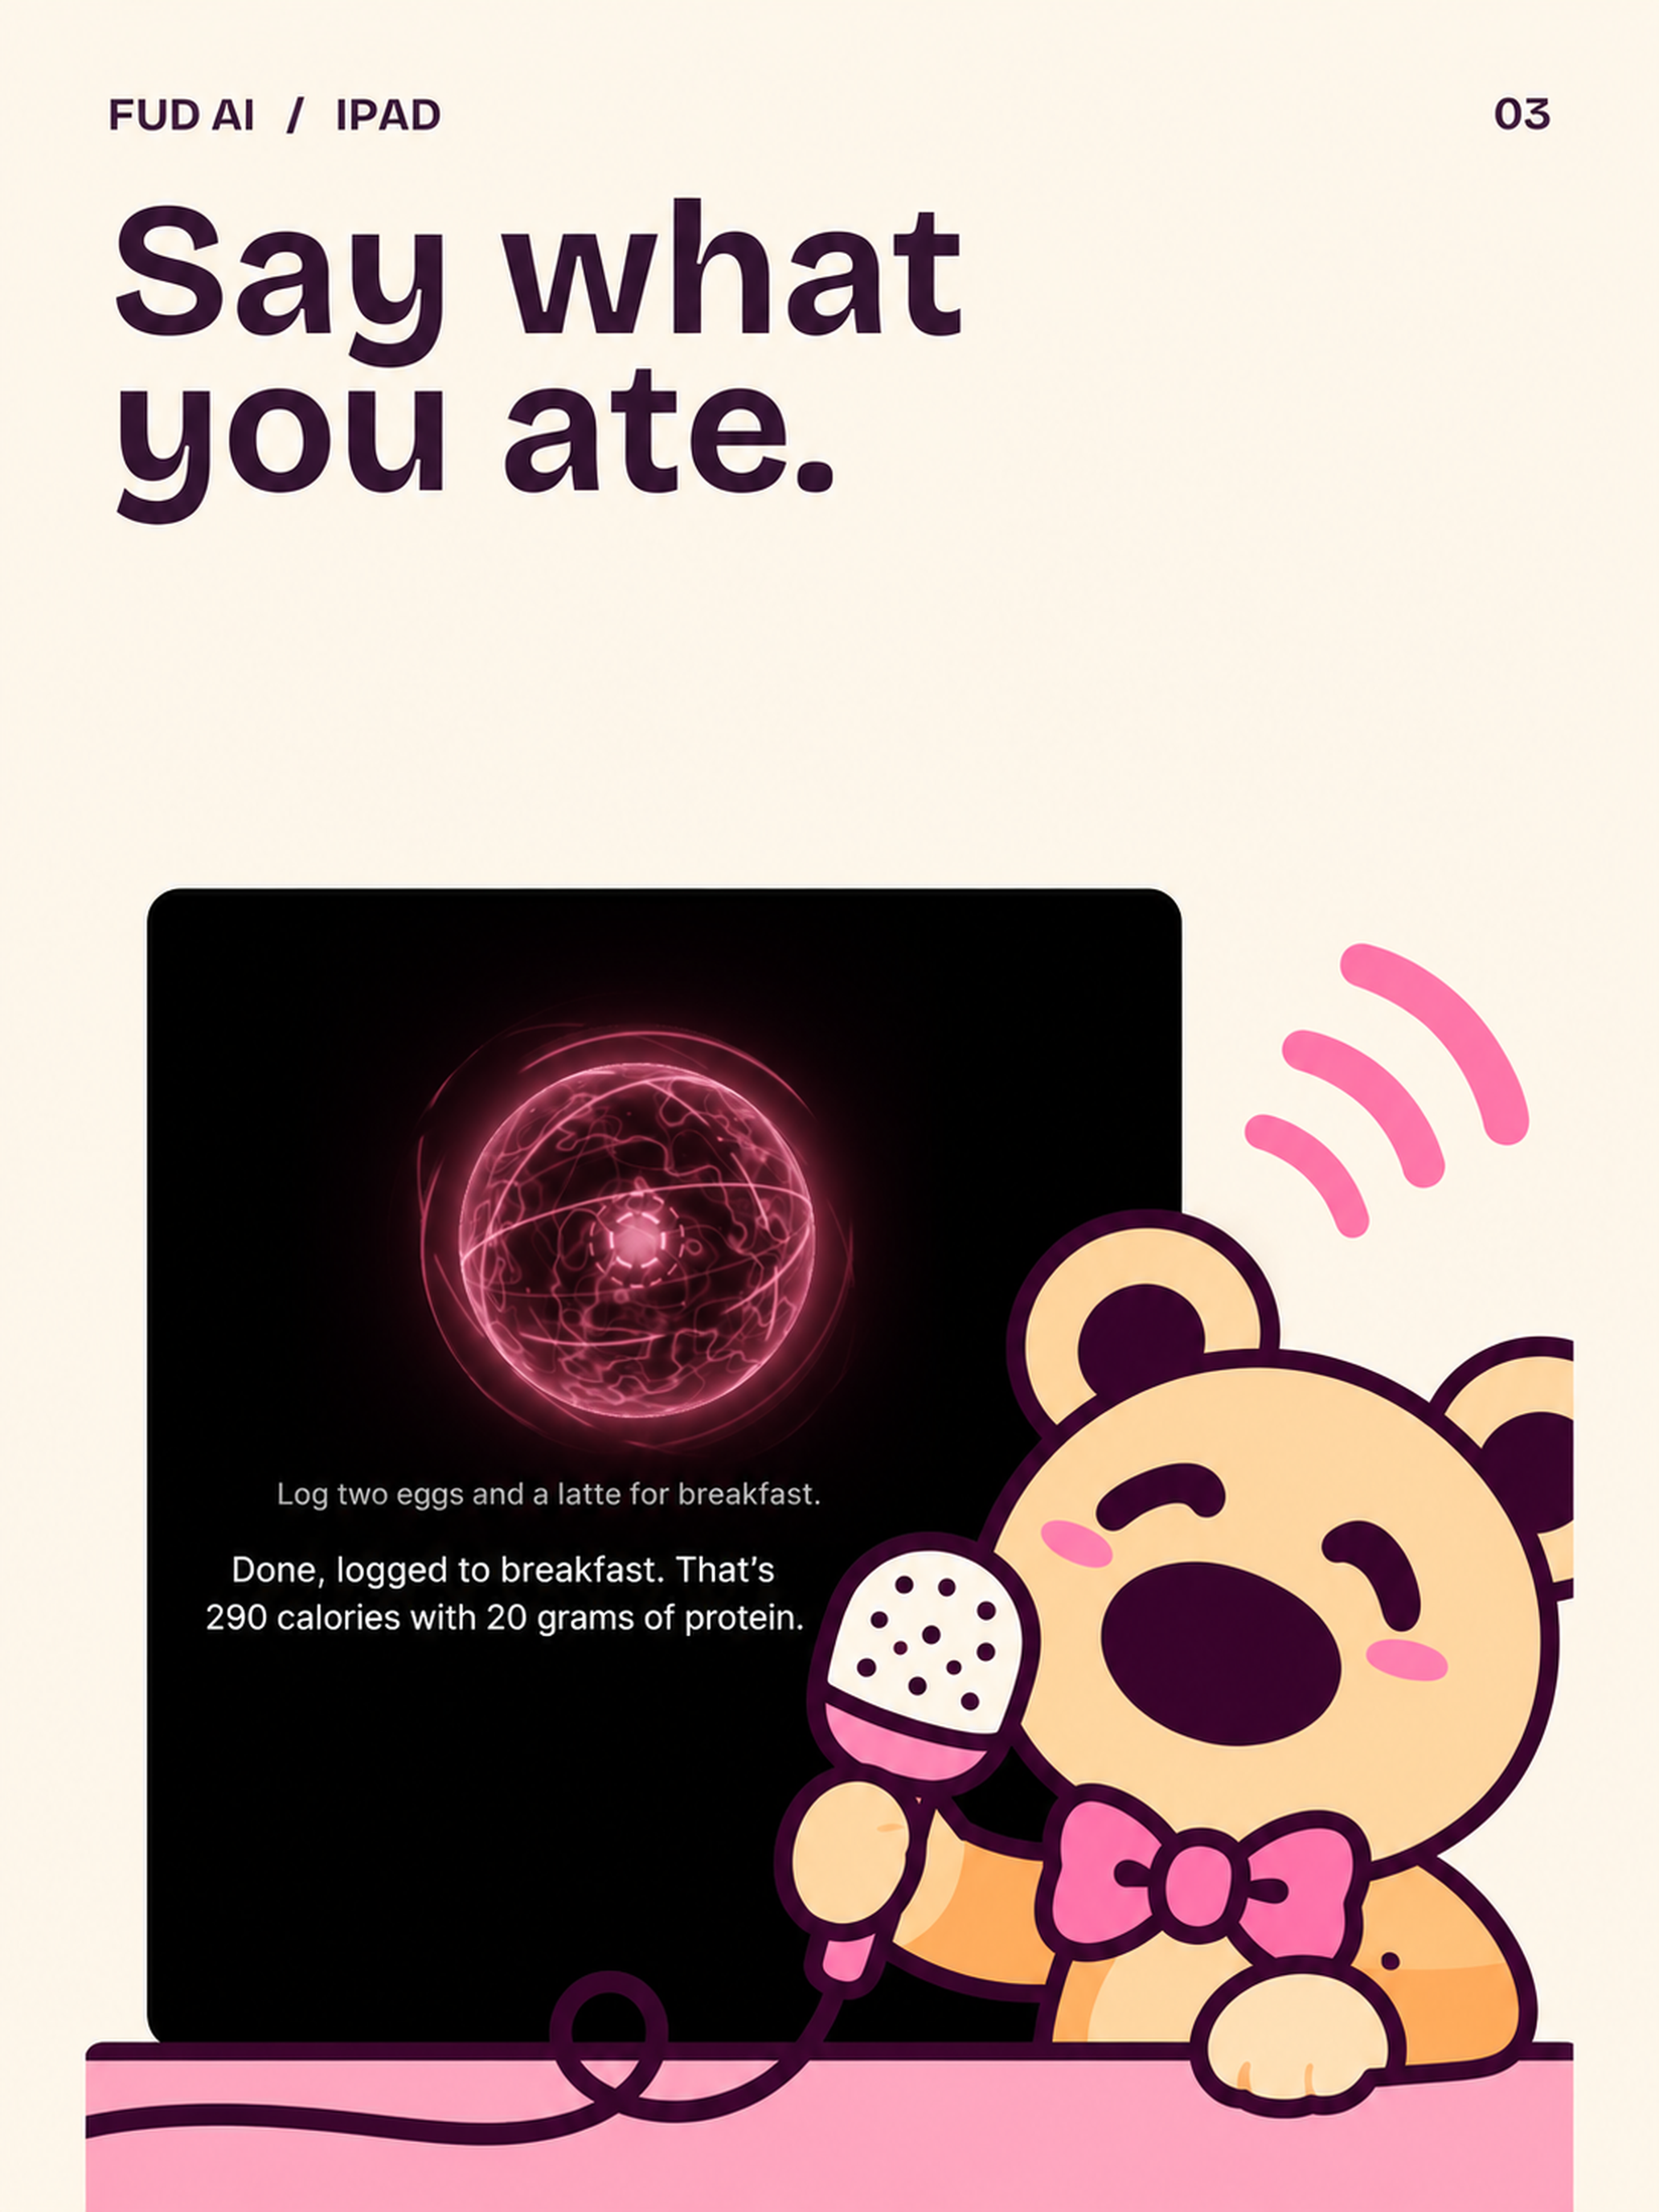 FUD AI / IPAD
03
Say what
you ate.
Log two eggs and a latte for breakfast.
Done, logged to breakfast. That's
290 calories with 20 grams of protein.